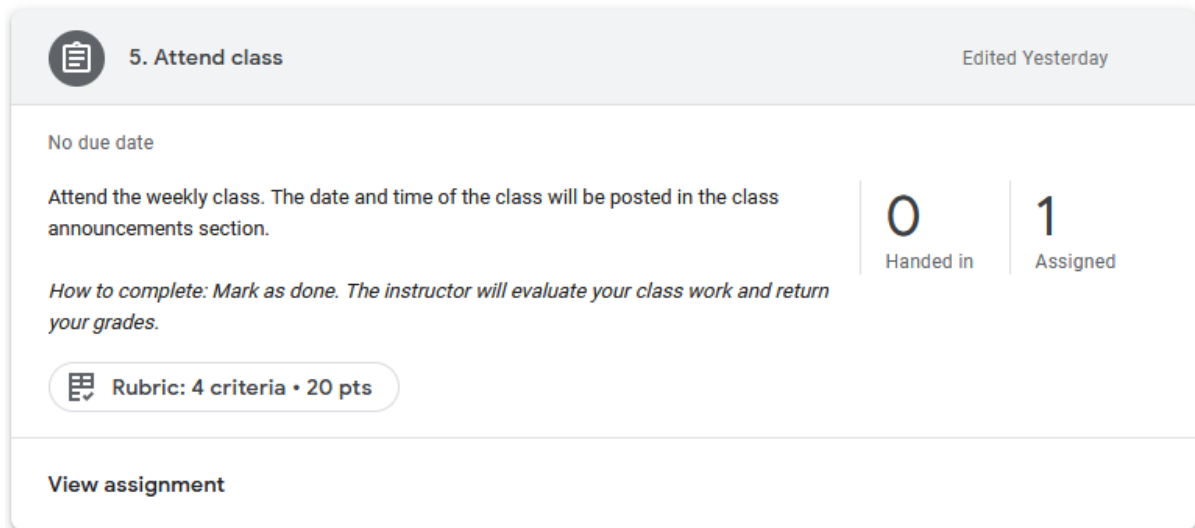 5. Attend class
Edited Yesterday
No due date
Attend the weekly class. The date and time of the class will be posted in the class
announcements section.
How to complete: Mark as done. The instructor will evaluate your class work and return
your grades.
0
Handed in
1
Assigned
Rubric: 4 criteria • 20 pts
View assignment